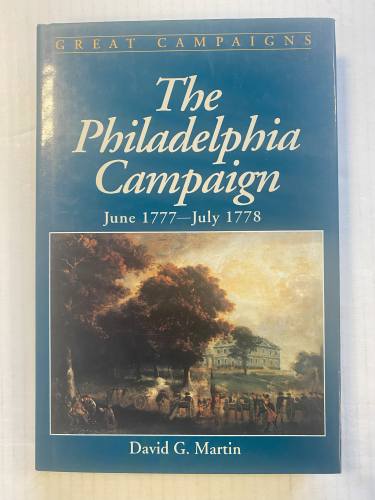 GREAT CAMPAIGNS
The
Philadelphia
Campaign
June 1777—July 1778
David G. Martin